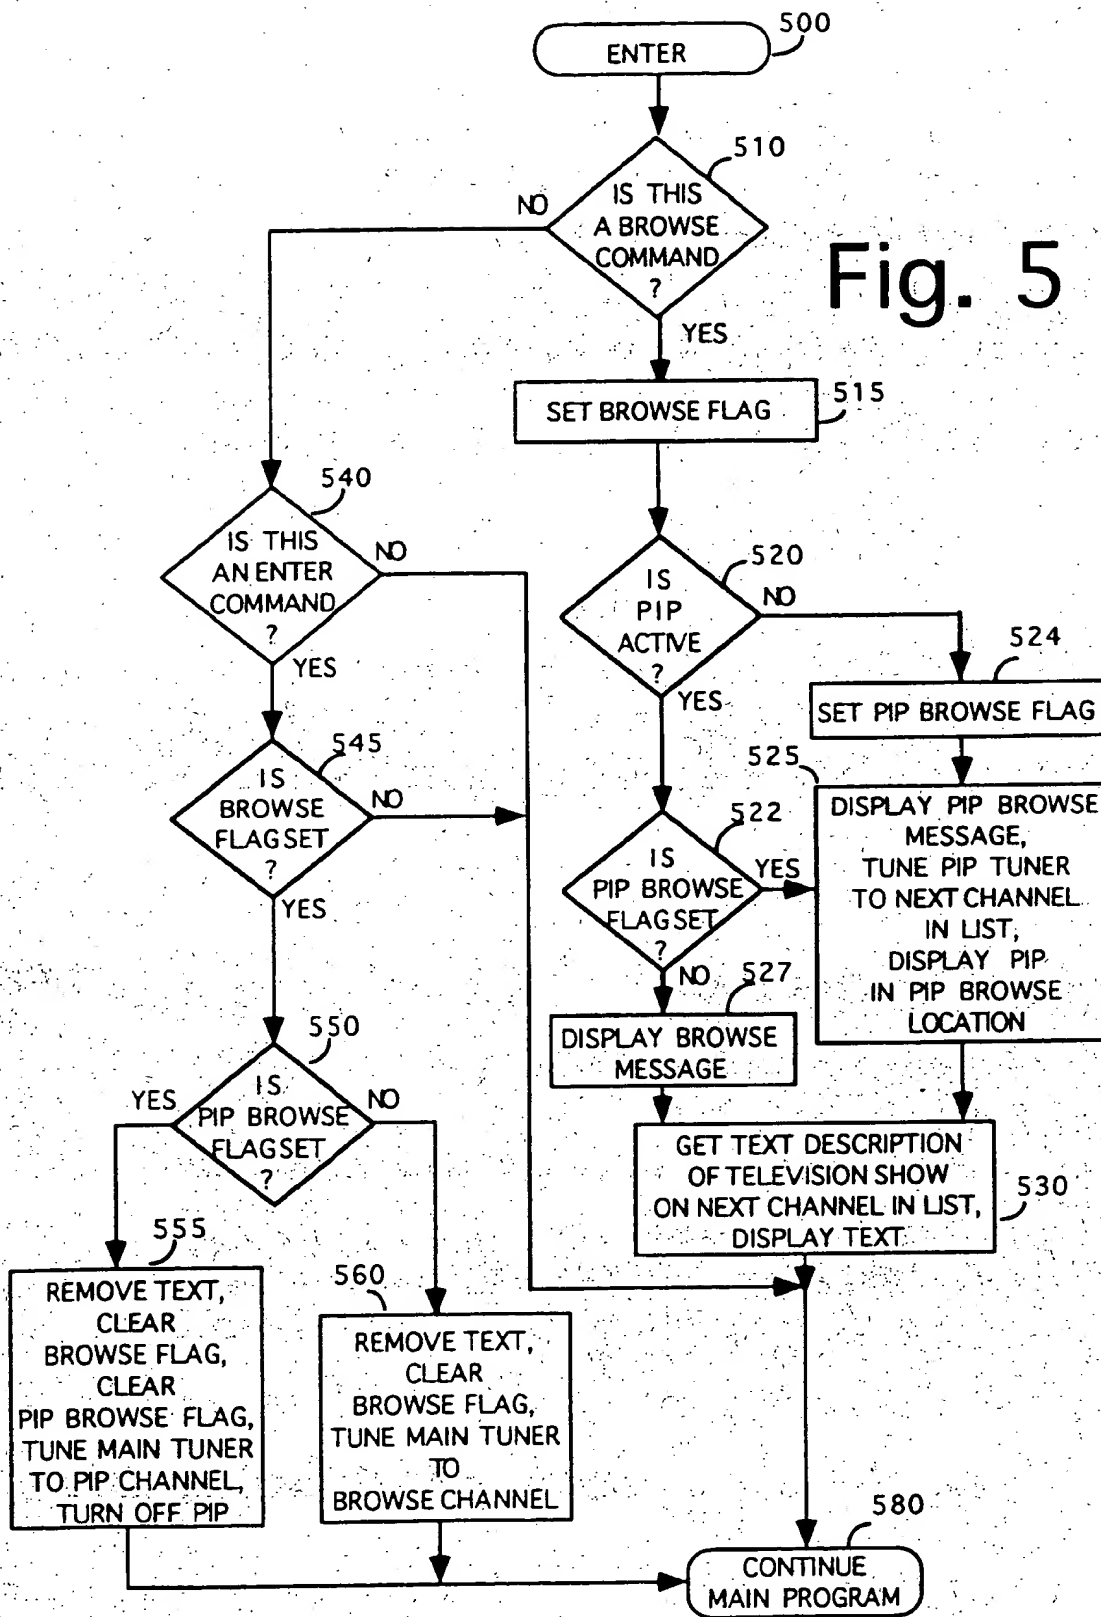 500
ENTER
510
IS THIS
A BROWSE
COMMAND
?
NO
YES
Fig. 5
SET BROWSE FLAG
515
540
IS THIS
AN ENTER
COMMAND
?
NO
YES
520
IS
PIP
ACTIVE
?
NO
YES
524
SET PIP BROWSE FLAG
545
IS
BROWSE
FLAG SET
?
NO
YES
522
IS
PIP BROWSE
FLAG SET
?
YES
NO
525
DISPLAY PIP BROWSE
MESSAGE,
TUNE PIP TUNER
TO NEXT CHANNEL
IN LIST,
DISPLAY PIP
IN PIP BROWSE
LOCATION
527
DISPLAY BROWSE
MESSAGE
550
IS
PIP BROWSE
FLAG SET
?
YES
NO
GET TEXT DESCRIPTION
OF TELEVISION SHOW
ON NEXT CHANNEL IN LIST,
DISPLAY TEXT
530
555
REMOVE TEXT,
CLEAR
BROWSE FLAG,
CLEAR
PIP BROWSE FLAG,
TUNE MAIN TUNER
TO PIP CHANNEL,
TURN OFF PIP
560
REMOVE TEXT,
CLEAR
BROWSE FLAG,
TUNE MAIN TUNER
TO
BROWSE CHANNEL
580
CONTINUE
MAIN PROGRAM